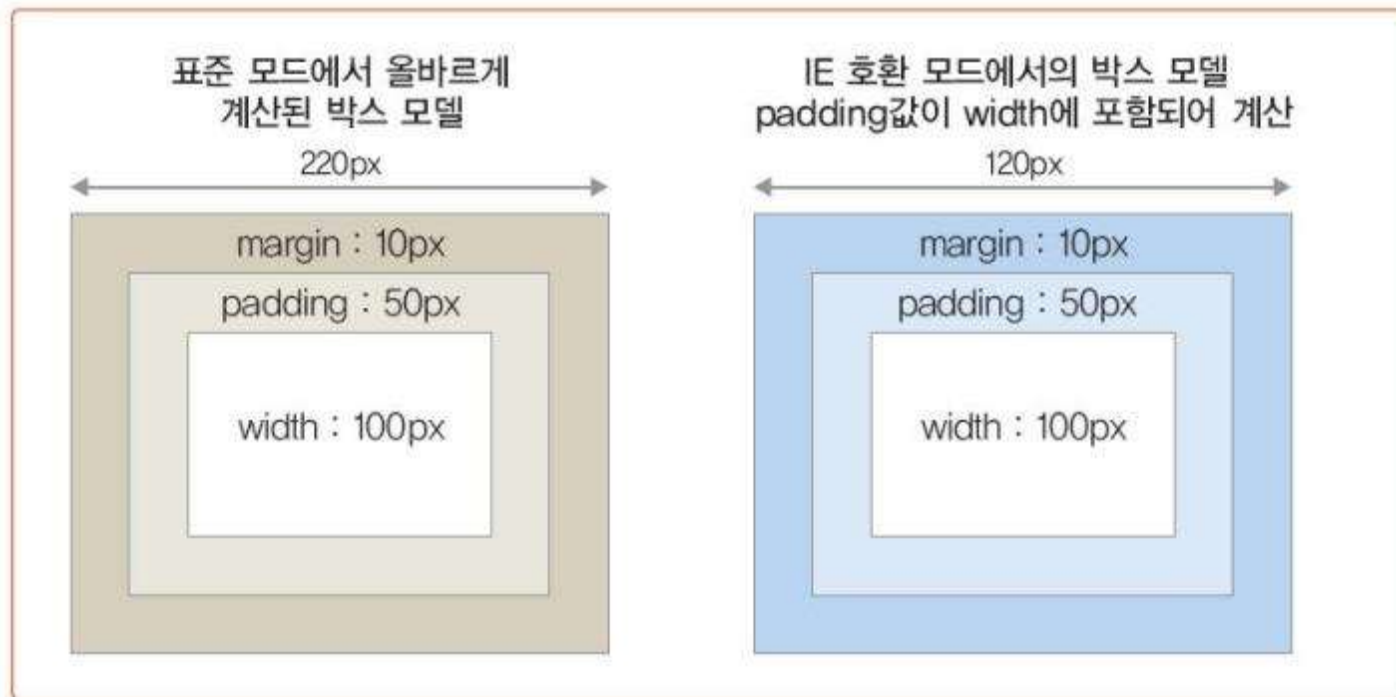 표준 모드에서 올바르게
계산된 박스 모델
220px
margin : 10px
padding : 50px
width : 100px
IE 호환 모드에서의 박스 모델
padding값이 width에 포함되어 계산
120px
margin : 10px
padding : 50px
width : 100px